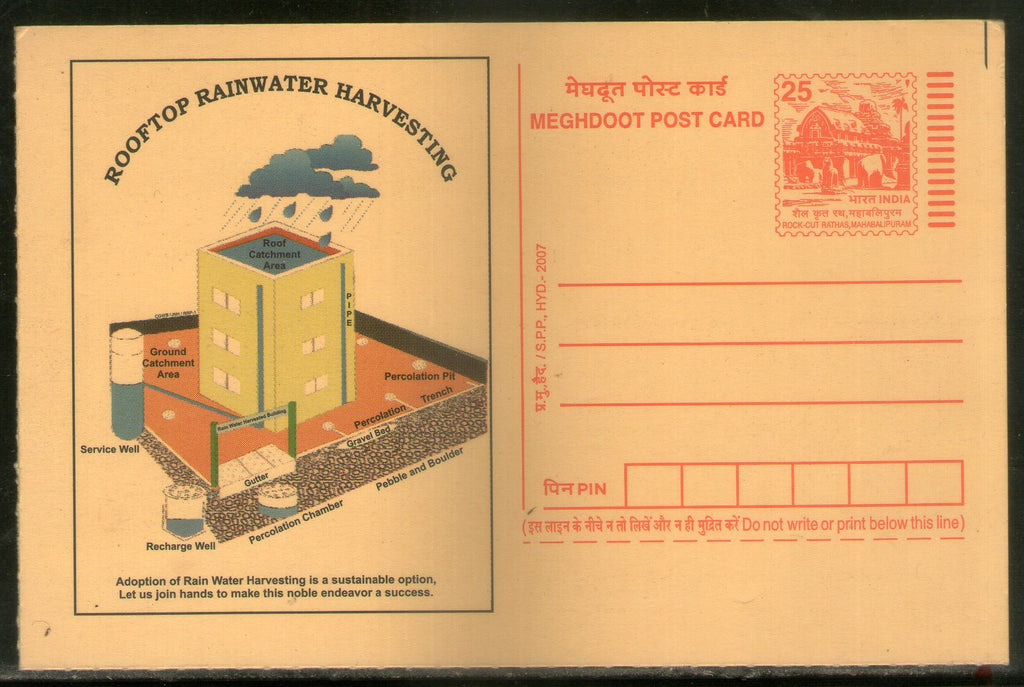 ROOFTOP RAINWATER HARVESTING
Roof
Catchment
Area
PIPE
Ground
Catchment
Area
Percolation Pit
Percolation Trench
Gravel Bed
Rain Water Harvested Building
Service Well
Gutter
Pebble and Boulder
Percolation Chamber
Recharge Well
Adoption of Rain Water Harvesting is a sustainable option,
Let us join hands to make this noble endeavor a success.
मेघदूत पोस्ट कार्ड
MEGHDOOT POST CARD
25
भारत INDIA
शैल कृत रथ,महाबलिपुरम
ROCK-CUT RATHAS,MAHABALIPURAM
प्र.मु.,हैद. / S.P.P., HYD.- 2007
पिन PIN
(इस लाइन के नीचे न तो लिखें और न ही मुद्रित करें Do not write or print below this line)